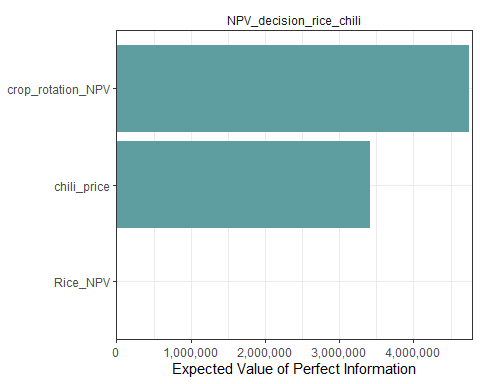 NPV_decision_rice_chili
crop_rotation_NPV
chili_price
Rice_NPV
0 1,000,000 2,000,000 3,000,000 4,000,000
Expected Value of Perfect Information